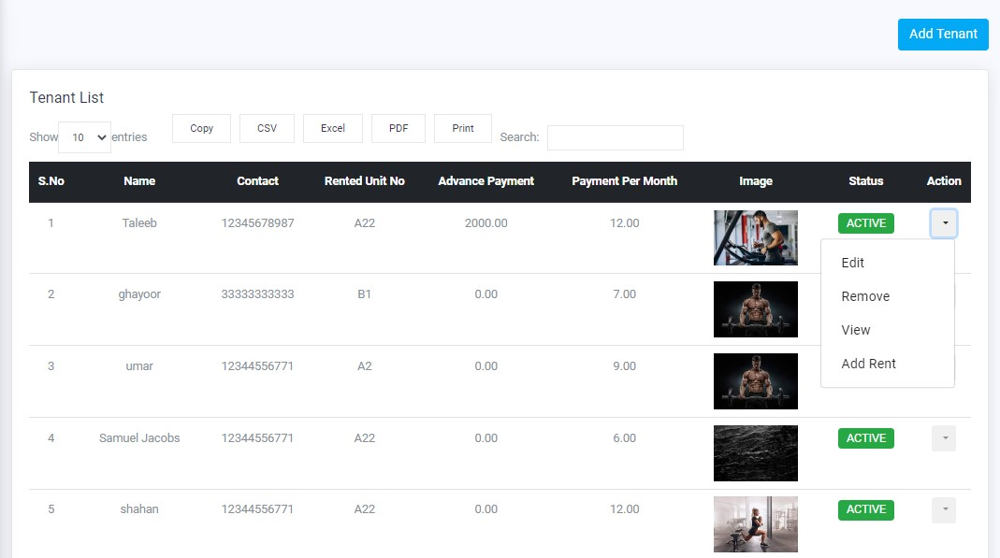 Add Tenant
Tenant List
Show 10 entries Copy CSV Excel PDF Print Search:
S.No Name Contact Rented Unit No Advance Payment Payment Per Month Image Status Action
1 Taleeb 12345678987 A22 2000.00 12.00 ACTIVE
Edit
2 ghayoor 33333333333 B1 0.00 7.00
Remove
View
3 umar 12344556771 A2 0.00 9.00
Add Rent
4 Samuel Jacobs 12344556771 A22 0.00 6.00 ACTIVE
5 shahan 12344556771 A22 0.00 12.00 ACTIVE